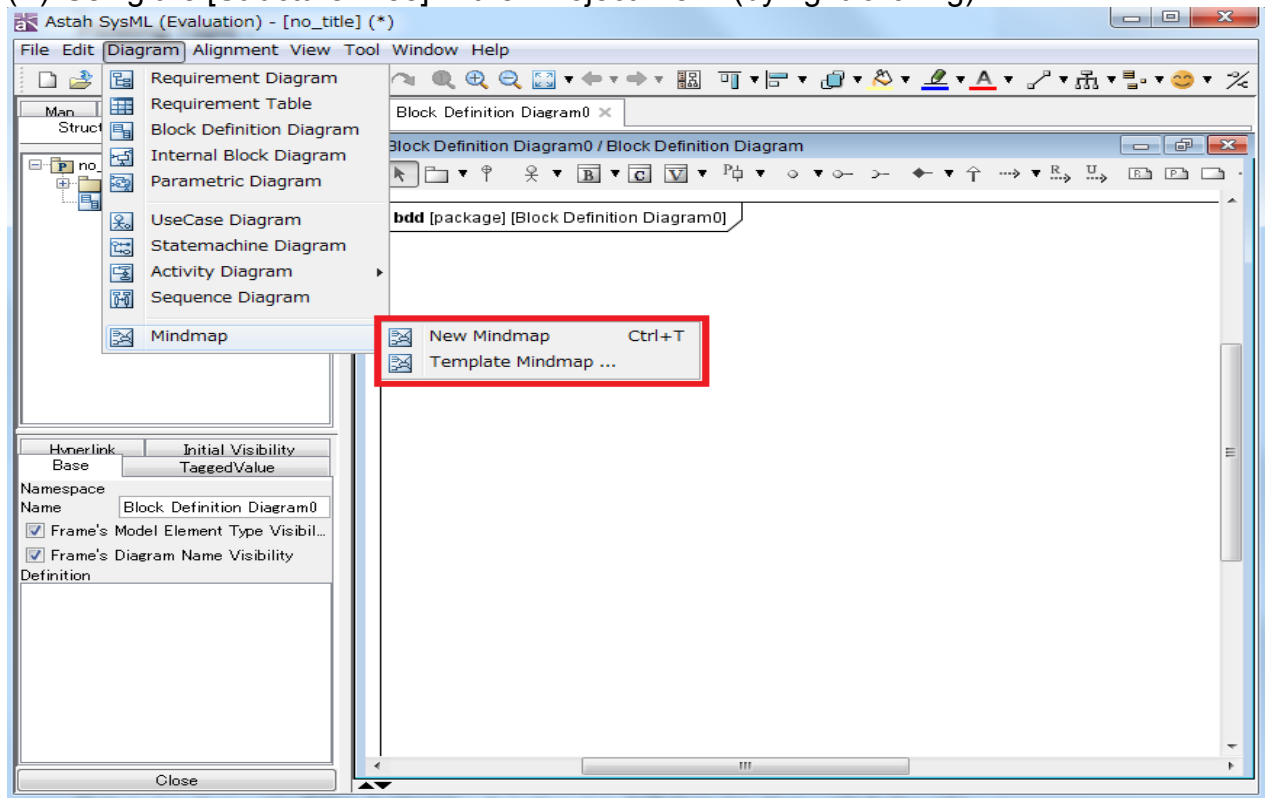 Astah SysML (Evaluation) - [no_title] (*)
File Edit Diagram Alignment View Tool Window Help
Requirement Diagram
Requirement Table
Block Definition Diagram
Internal Block Diagram
Parametric Diagram
UseCase Diagram
Statemachine Diagram
Activity Diagram
Sequence Diagram
Mindmap
New Mindmap Ctrl+T
Template Mindmap ...
Map
Struct
no_
Block Definition Diagram0
Block Definition Diagram0 / Block Definition Diagram
bdd [package] [Block Definition Diagram0]
Hyperlink Initial Visibility
Base TaggedValue
Namespace
Name Block Definition Diagram0
Frame's Model Element Type Visibil...
Frame's Diagram Name Visibility
Definition
Close